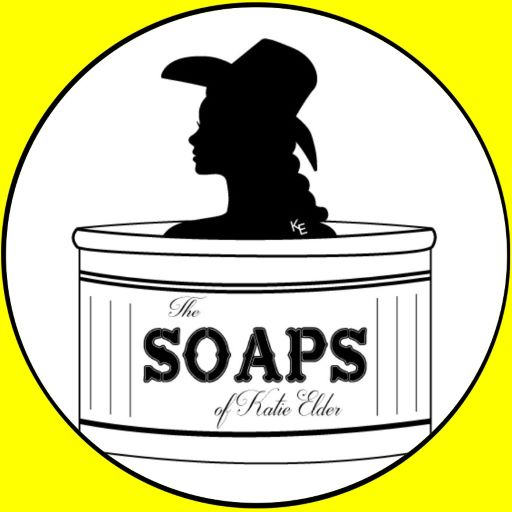 KE
The
SOAPS
of Katie Elder